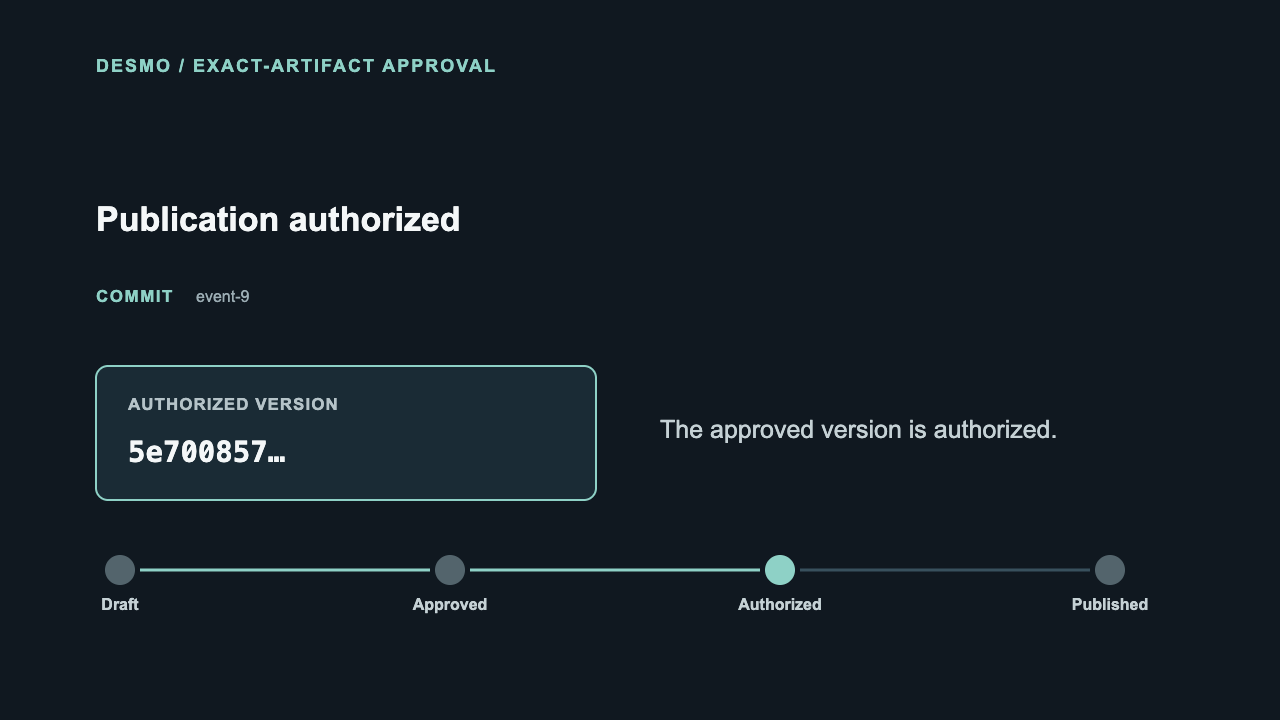 DESMO / EXACT-ARTIFACT APPROVAL
Publication authorized
COMMIT event-9
AUTHORIZED VERSION
5e700857…
The approved version is authorized.
Draft Approved Authorized Published